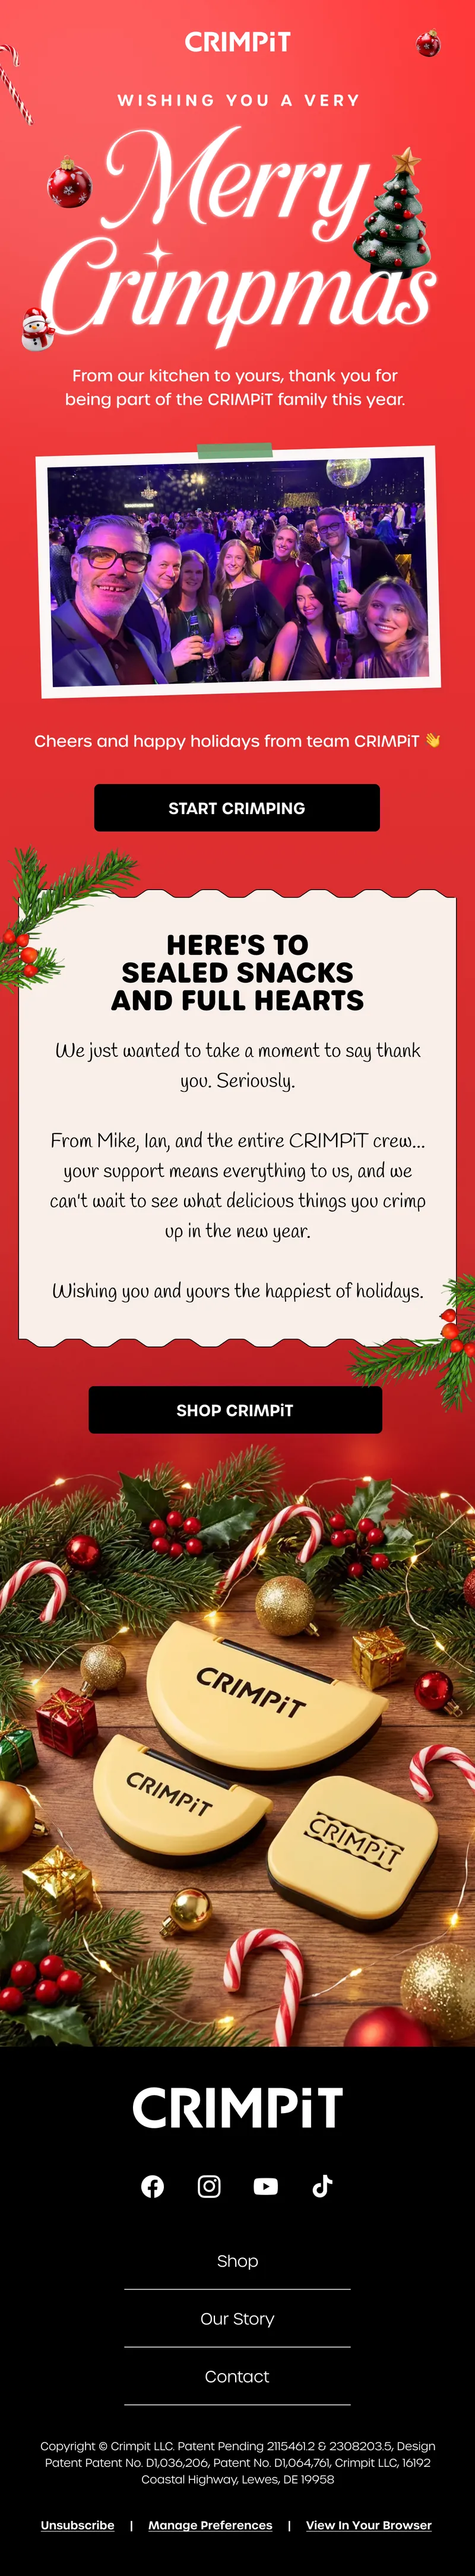 CRIMPiT
WISHING YOU A VERY
Merry
Crimpmas
From our kitchen to yours, thank you for
being part of the CRIMPiT family this year.
Cheers and happy holidays from team CRIMPiT 👋
START CRIMPING
HERE'S TO
SEALED SNACKS
AND FULL HEARTS
We just wanted to take a moment to say thank
you. Seriously.
From Mike, Ian, and the entire CRIMPiT crew...
your support means everything to us, and we
can't wait to see what delicious things you crimp
up in the new year.
Wishing you and yours the happiest of holidays.
SHOP CRIMPiT
CRIMPiT
CRIMPiT
CRIMPiT
CRIMPiT
Shop
Our Story
Contact
Copyright © Crimpit LLC. Patent Pending 2115461.2 & 2308203.5, Design
Patent Patent No. D1,036,206, Patent No. D1,064,761, Crimpit LLC, 16192
Coastal Highway, Lewes, DE 19958
Unsubscribe | Manage Preferences | View In Your Browser